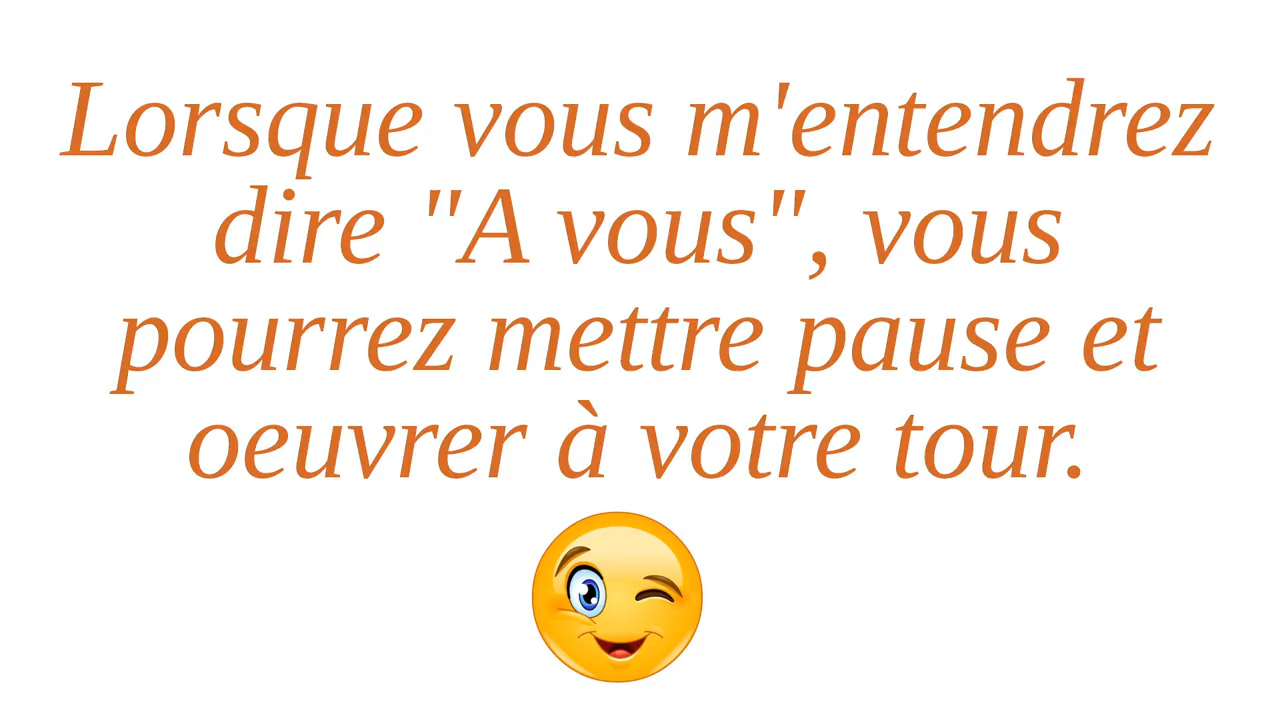 Lorsque vous m'entendrez
dire "A vous", vous
pourrez mettre pause et
oeuvrer à votre tour.